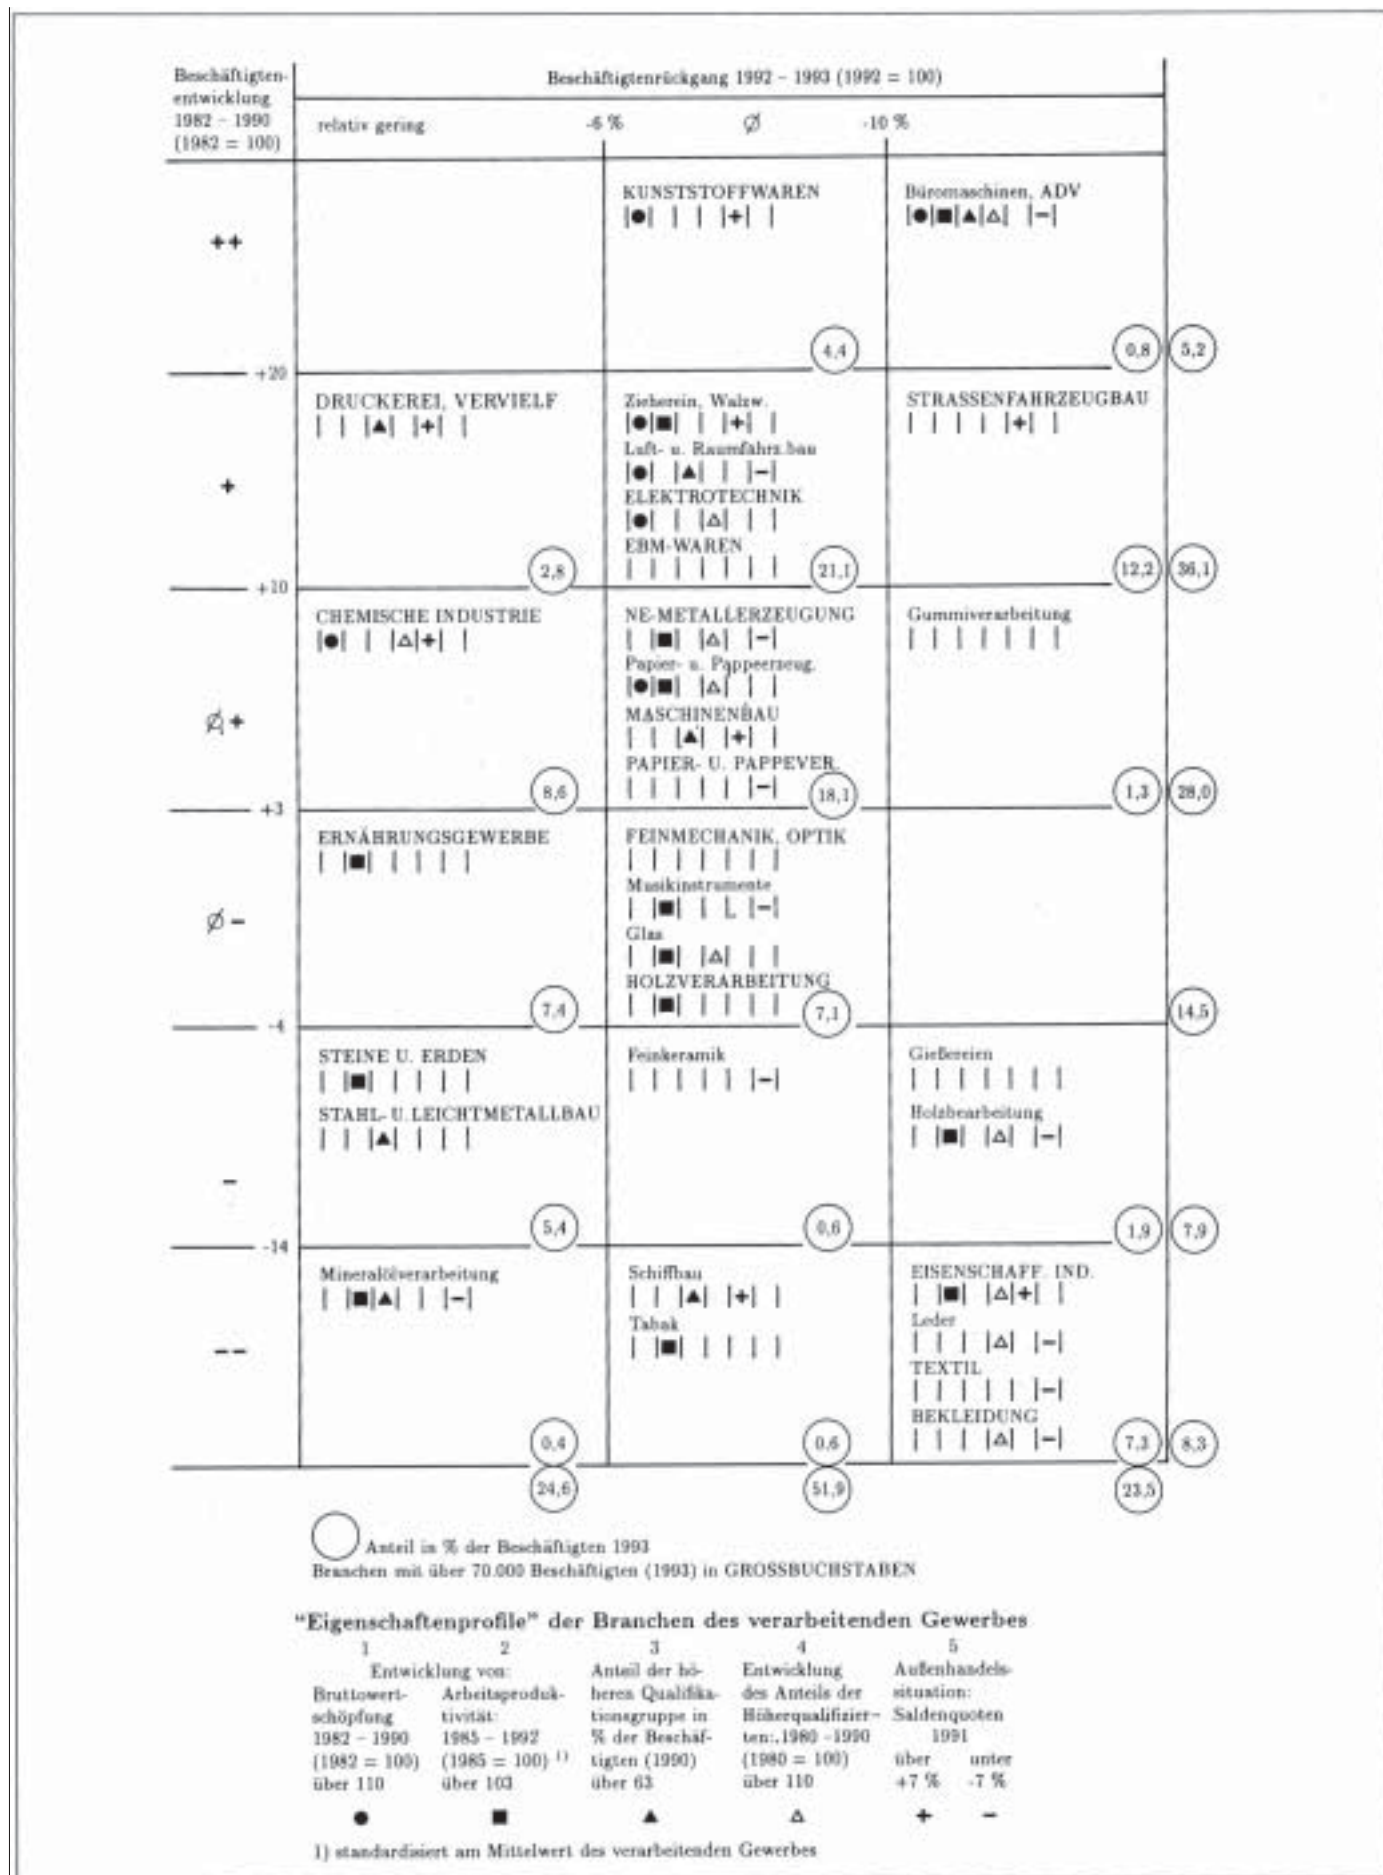 Beschäftigten-
entwicklung
1982 – 1990
(1982 = 100)
Beschäftigtenrückgang 1992 – 1993 (1992 = 100)
relativ gering -6 % Ø -10 %
++
KUNSTSTOFFWAREN
|●| | | |+| |
4,4
Büromaschinen, ADV
|●|■|▲|△| |−|
0,8 5,2
+20
+
DRUCKEREI, VERVIELF
| | |▲| |+| |
2,8
Zieherein, Walzw.
|●|■| | |+| |
Luft- u. Raumfahrz.bau
|●| |▲| | |−|
ELEKTROTECHNIK
|●| | |△| | |
EBM-WAREN
| | | | | | |
21,1
STRASSENFAHRZEUGBAU
| | | | |+| |
12,2 36,1
+10
Ø+
CHEMISCHE INDUSTRIE
|●| | |△|+| |
8,6
NE-METALLERZEUGUNG
| |■| |△| |−|
Papier- u. Pappeerzeug.
|●|■| |△| | |
MASCHINENBAU
| | |▲| |+| |
PAPIER- U. PAPPEVER.
| | | | | |−|
18,1
Gummiverarbeitung
| | | | | | |
1,3 28,0
+3
Ø−
ERNÄHRUNGSGEWERBE
| |■| | | | |
7,4
FEINMECHANIK, OPTIK
| | | | | | |
Musikinstrumente
| |■| | | |−|
Glas
| |■| |△| | |
HOLZVERARBEITUNG
| |■| | | | |
7,1
14,5
-4
−
STEINE U. ERDEN
| |■| | | | |
STAHL- U. LEICHTMETALLBAU
| | |▲| | | |
5,4
Feinkeramik
| | | | | |−|
0,6
Gießereien
| | | | | | |
Holzbearbeitung
| |■| |△| |−|
1,9 7,9
-14
−−
Mineralölverarbeitung
| |■|▲| | |−|
0,4
Schiffbau
| | |▲| |+| |
Tabak
| |■| | | | |
0,6
EISENSCHAFF. IND.
| |■| |△|+| |
Leder
| | | |△| |−|
TEXTIL
| | | | | |−|
BEKLEIDUNG
| | | |△| |−|
7,3 8,3
24,6 51,9 23,5
Anteil in % der Beschäftigten 1993
Branchen mit über 70.000 Beschäftigten (1993) in GROSSBUCHSTABEN
"Eigenschaftenprofile" der Branchen des verarbeitenden Gewerbes
1 2 3 4 5
Entwicklung von:
Bruttowert-
schöpfung
1982 – 1990
(1982 = 100)
über 110
●
Arbeitsproduk-
tivität:
1985 – 1992
(1985 = 100) 1)
über 103
■
Anteil der hö-
heren Qualifika-
tionsgruppe in
% der Beschäf-
tigten (1990)
über 63
▲
Entwicklung
des Anteils der
Höherqualifizier-
ten:.1980 –1990
(1980 = 100)
über 110
△
Außenhandels-
situation:
Saldenquoten
1991
über unter
+7 % -7 %
+ −
1) standardisiert am Mittelwert des verarbeitenden Gewerbes